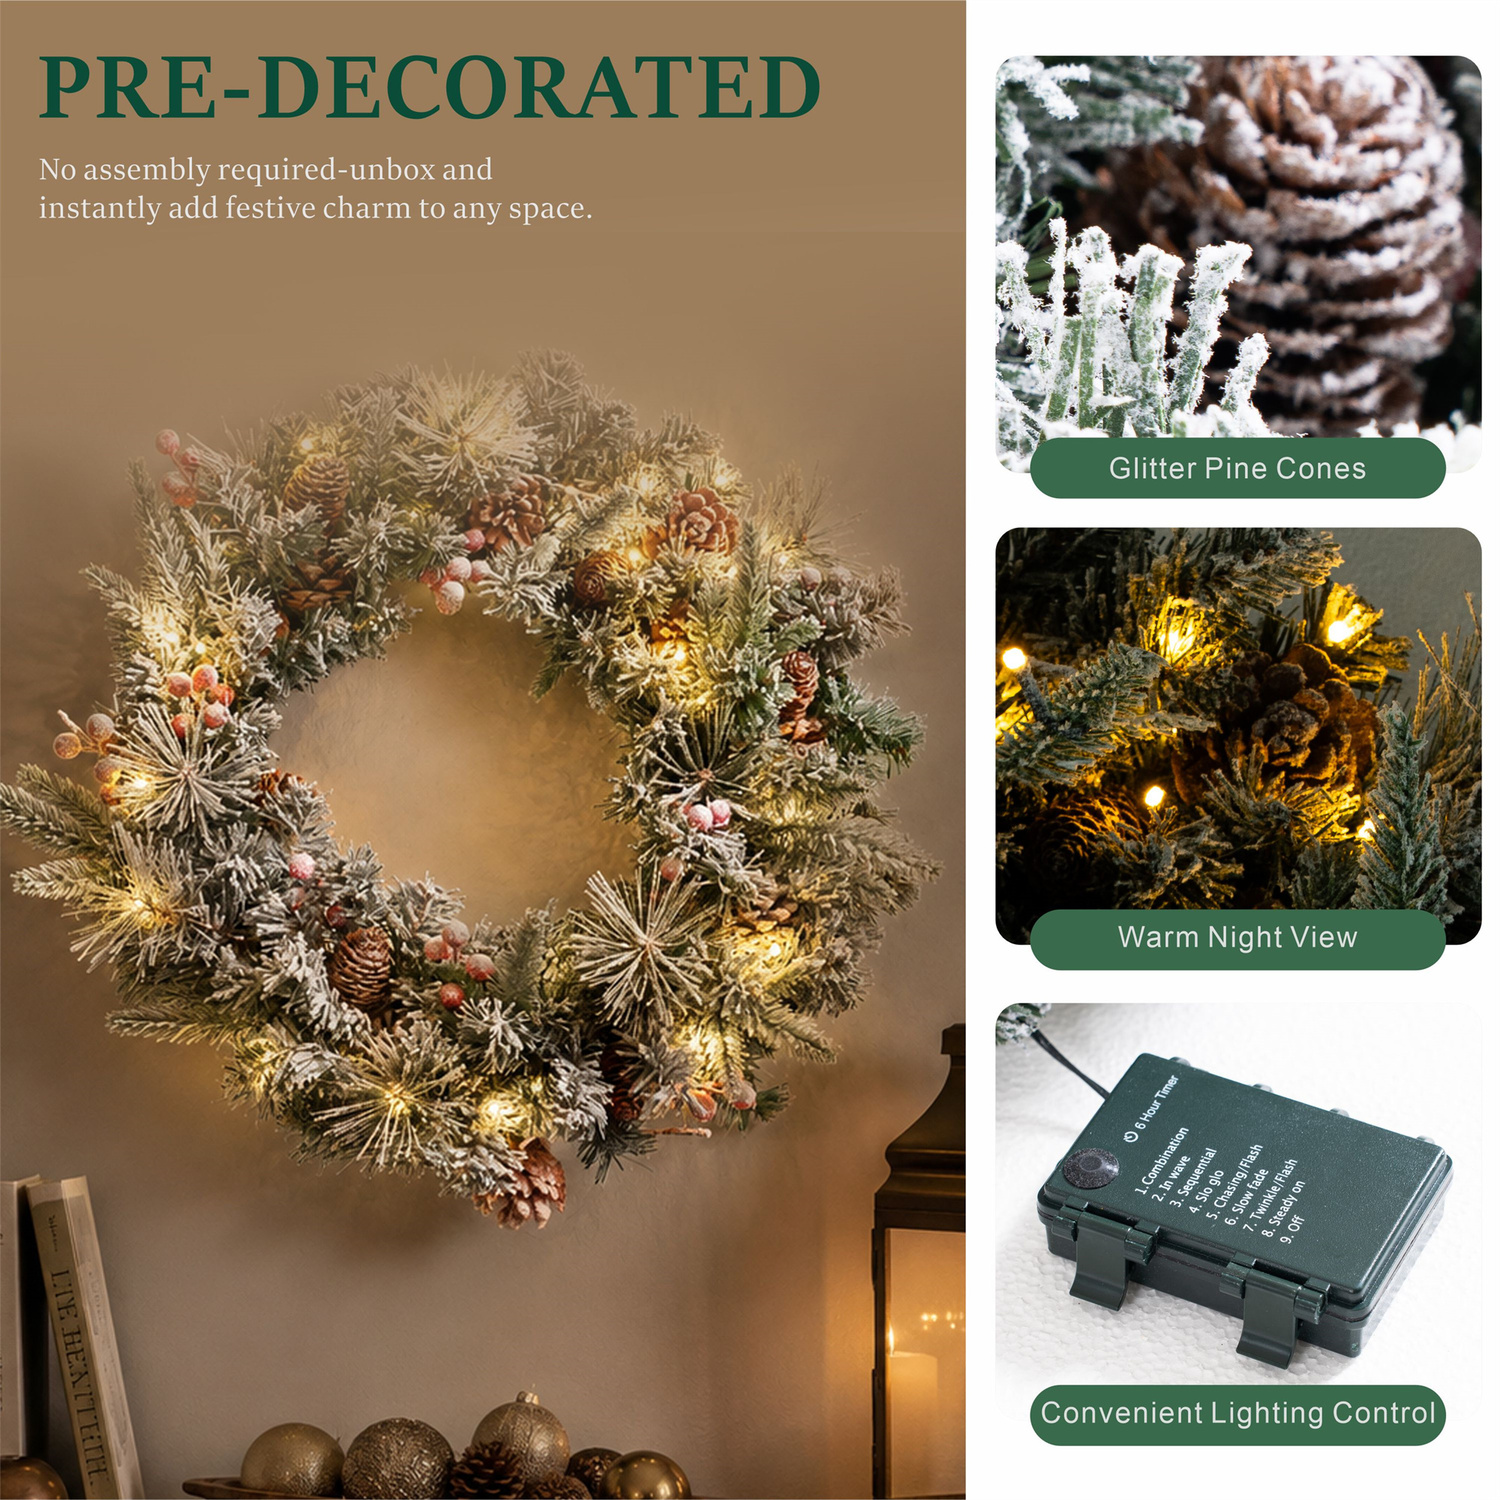 PRE-DECORATED
No assembly required-unbox and
instantly add festive charm to any space.
Glitter Pine Cones
Warm Night View
6 Hour Timer
1. Combination
2. In wave
3. Sequential
4. Slo glo
5. Chasing/Flash
6. Slow fade
7. Twinkle/Flash
8. Steady on
9. Off
Convenient Lighting Control